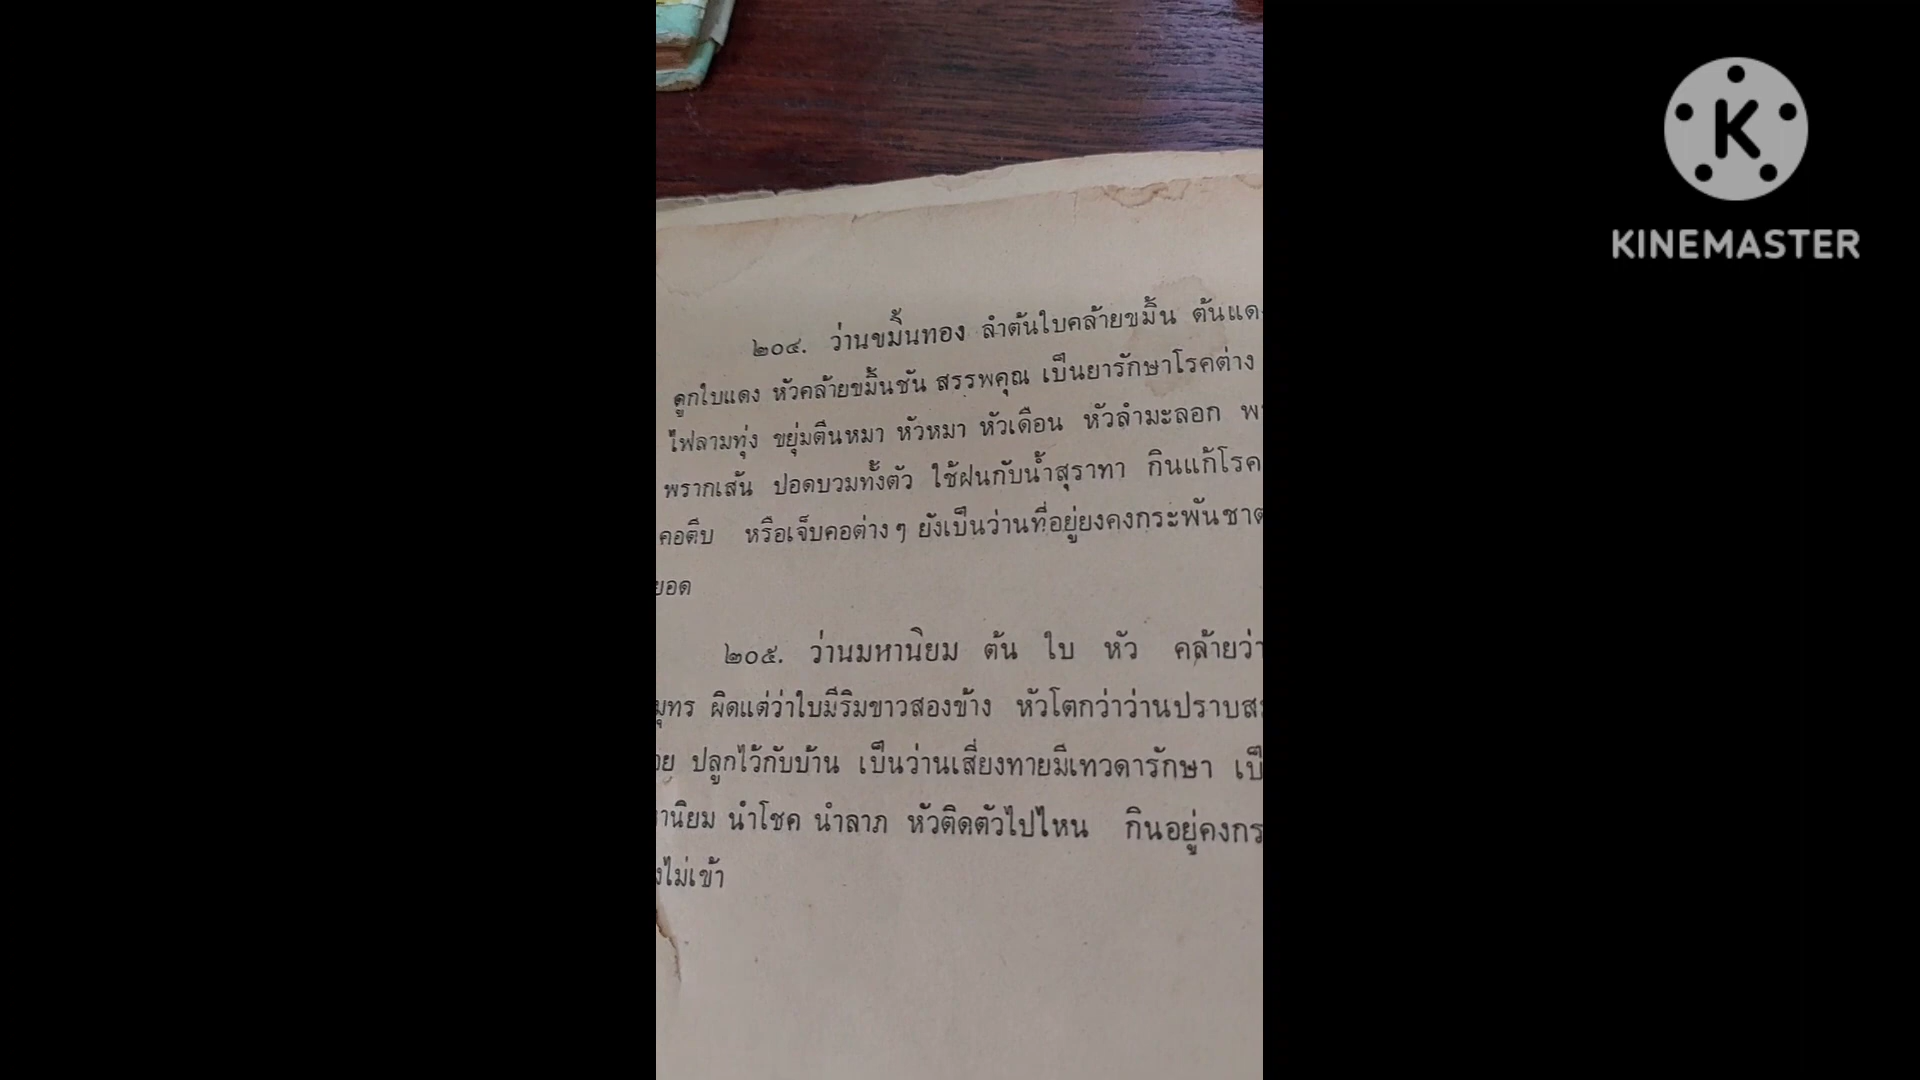 ๒๐๔. ว่านขมิ้นทอง ลำต้นใบคล้ายขมิ้น ต้นแดง
ดูกใบแดง หัวคล้ายขมิ้นชัน สรรพคุณ เป็นยารักษาโรคต่าง
ไฟลามทุ่ง ขยุ่มตีนหมา หัวหมา หัวเดือน หัวลำมะลอก
พรากเส้น ปอดบวมทั้งตัว ใช้ฝนกับน้ำสุราทา กินแก้โรค
คอตีบ หรือเจ็บคอต่าง ๆ ยังเป็นว่านที่อยู่ยงคงกระพันชาต
ยอด
๒๐๕. ว่านมหานิยม ต้น ใบ หัว คล้ายว่า
มุทร ผิดแต่ว่าใบมีริมขาวสองข้าง หัวโตกว่าว่านปราบส
ปลูกไว้กับบ้าน เป็นว่านเสี่ยงทายมีเทวดารักษา เป็
านิยม นำโชค นำลาภ หัวติดตัวไปไหน กินอยู่คงกร
ไม่เข้า
KINEMASTER